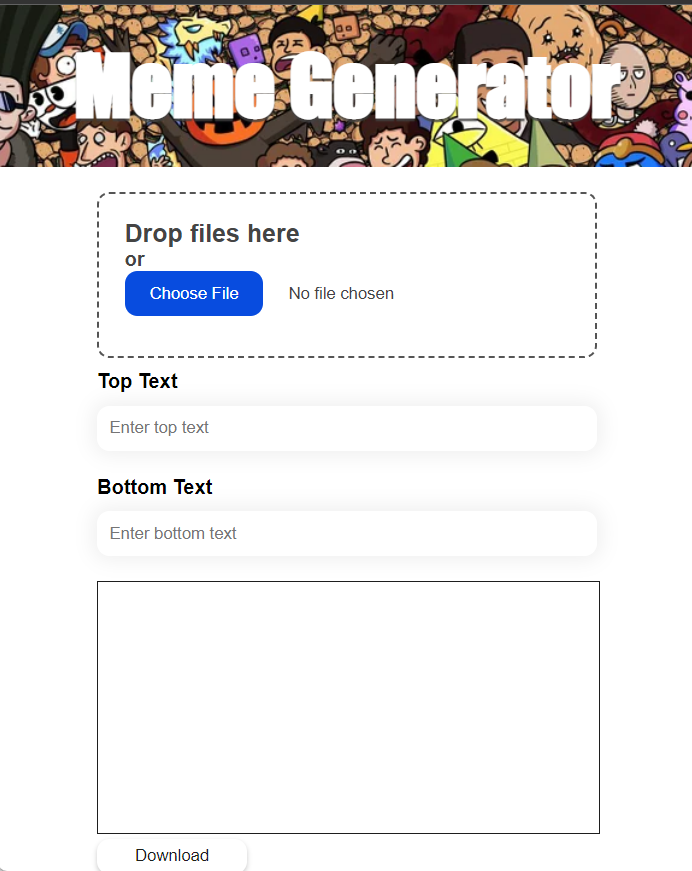 Meme Generator
Drop files here
or
Choose File No file chosen
Top Text
Enter top text
Bottom Text
Enter bottom text
Download